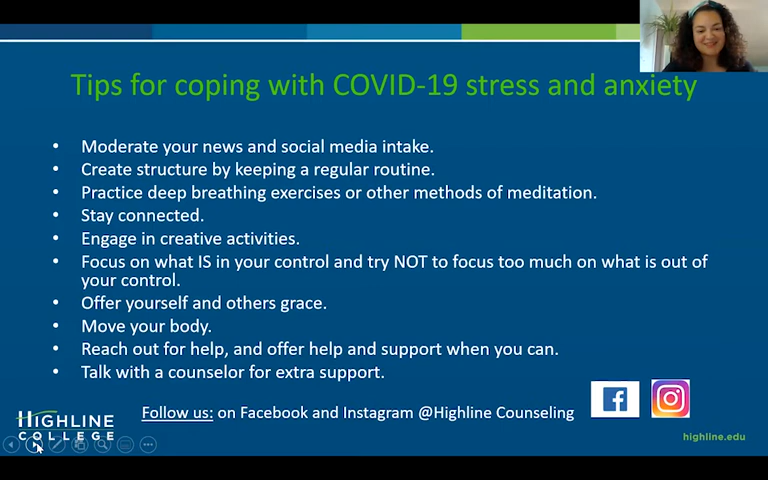 Tips for coping with COVID-19 stress and anxiety
• Moderate your news and social media intake.
• Create structure by keeping a regular routine.
• Practice deep breathing exercises or other methods of meditation.
• Stay connected.
• Engage in creative activities.
• Focus on what IS in your control and try NOT to focus too much on what is out of
your control.
• Offer yourself and others grace.
• Move your body.
• Reach out for help, and offer help and support when you can.
• Talk with a counselor for extra support.
Follow us: on Facebook and Instagram @Highline Counseling
HIGHLINE
COLLEGE
highline.edu